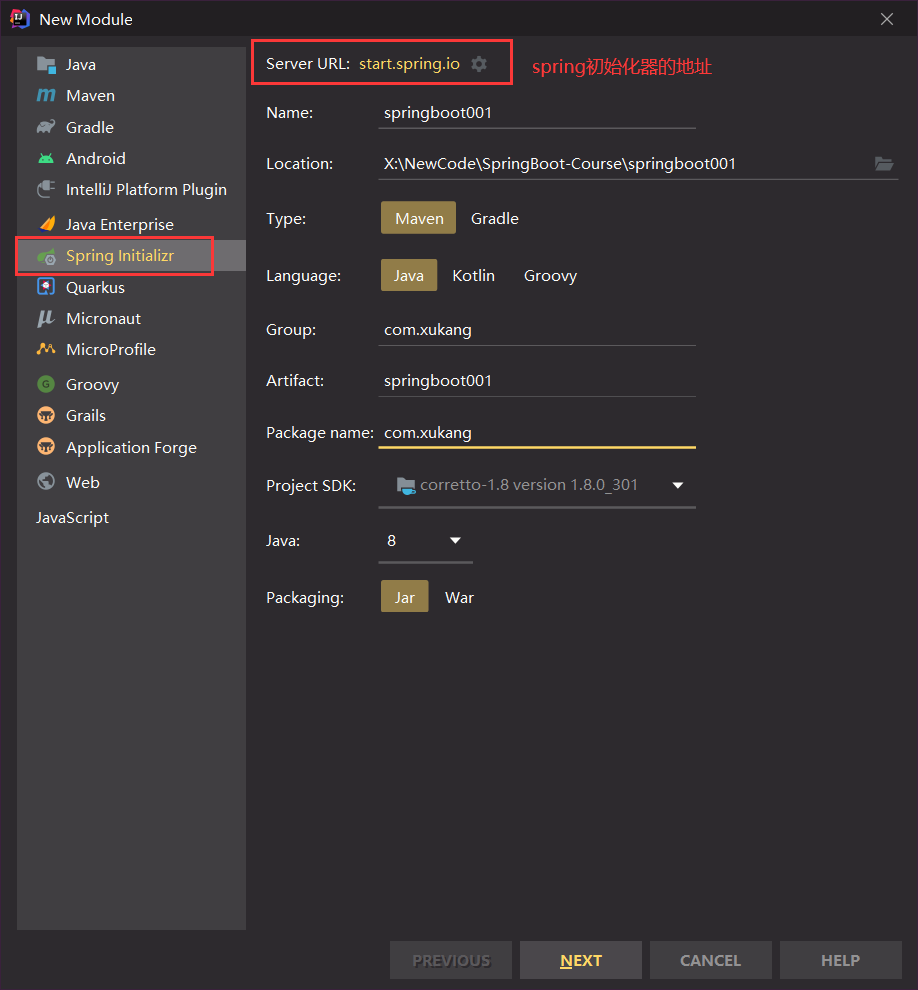 New Module
Java
Maven
Gradle
Android
IntelliJ Platform Plugin
Java Enterprise
Spring Initializr
Quarkus
Micronaut
MicroProfile
Groovy
Grails
Application Forge
Web
JavaScript
Server URL: start.spring.io
spring初始化器的地址
Name: springboot001
Location: X:\NewCode\SpringBoot-Course\springboot001
Type: Maven Gradle
Language: Java Kotlin Groovy
Group: com.xukang
Artifact: springboot001
Package name: com.xukang
Project SDK: corretto-1.8 version 1.8.0_301
Java: 8
Packaging: Jar War
PREVIOUS NEXT CANCEL HELP